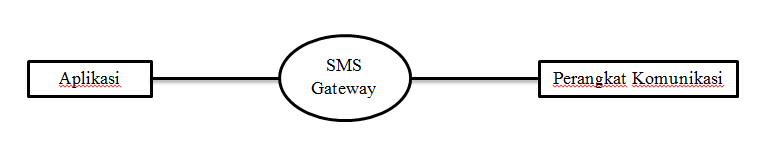 Aplikasi
SMS
Gateway
Perangkat Komunikasi